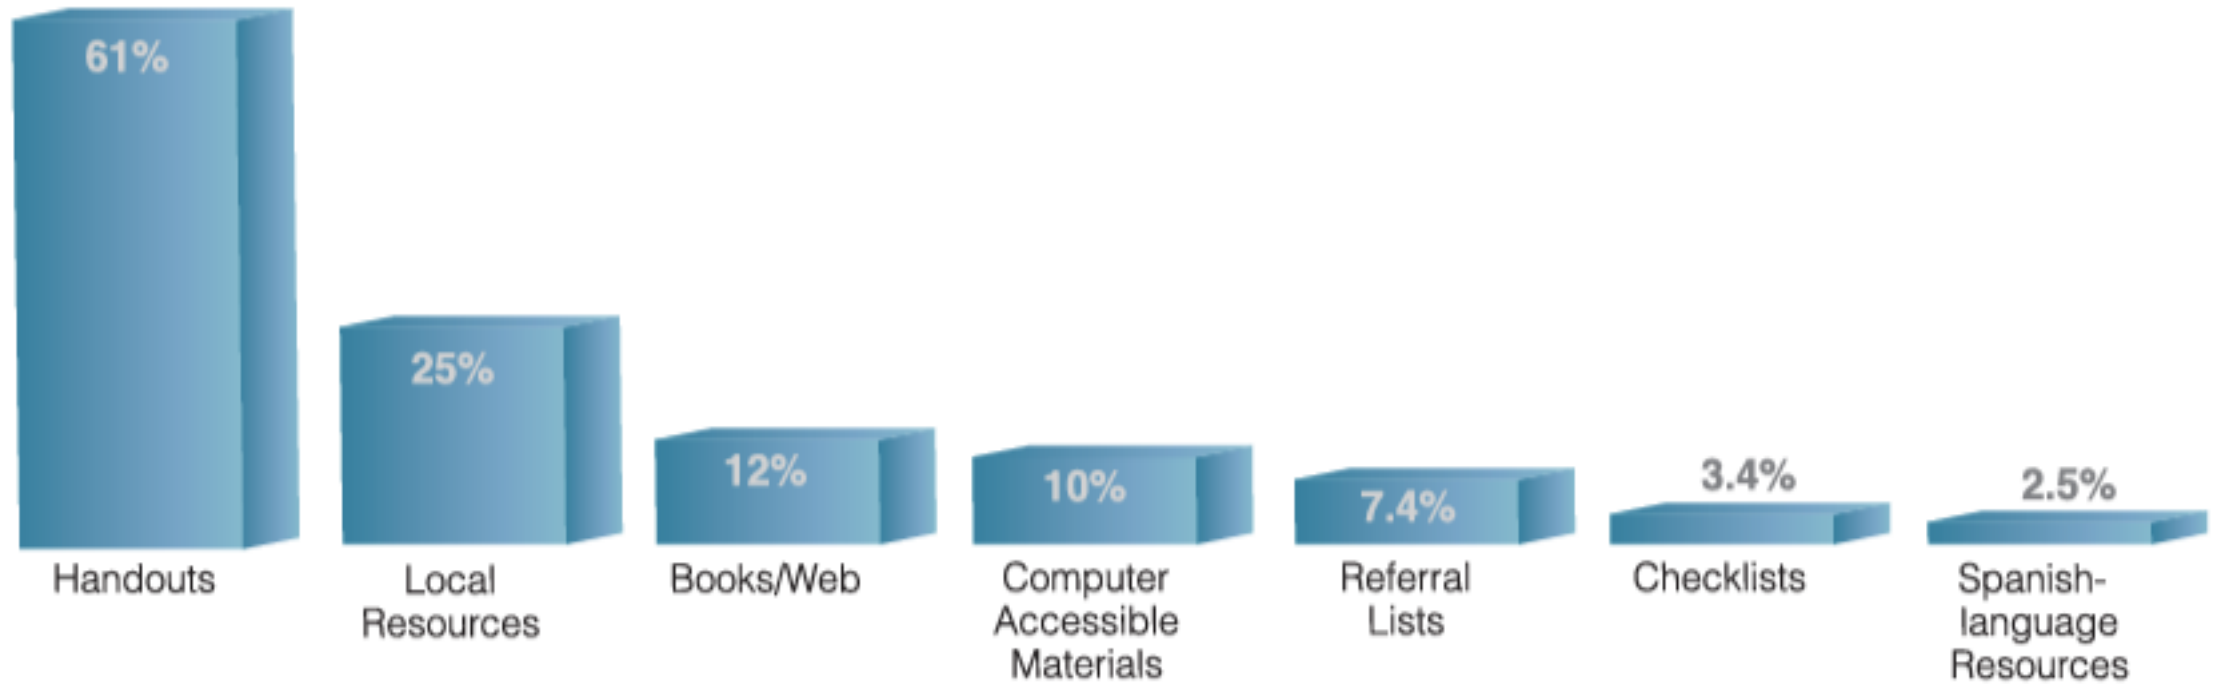 61%
25%
12%
10%
7.4%
3.4%
2.5%
Handouts
Local
Resources
Books/Web
Computer
Accessible
Materials
Referral
Lists
Checklists
Spanish-
language
Resources